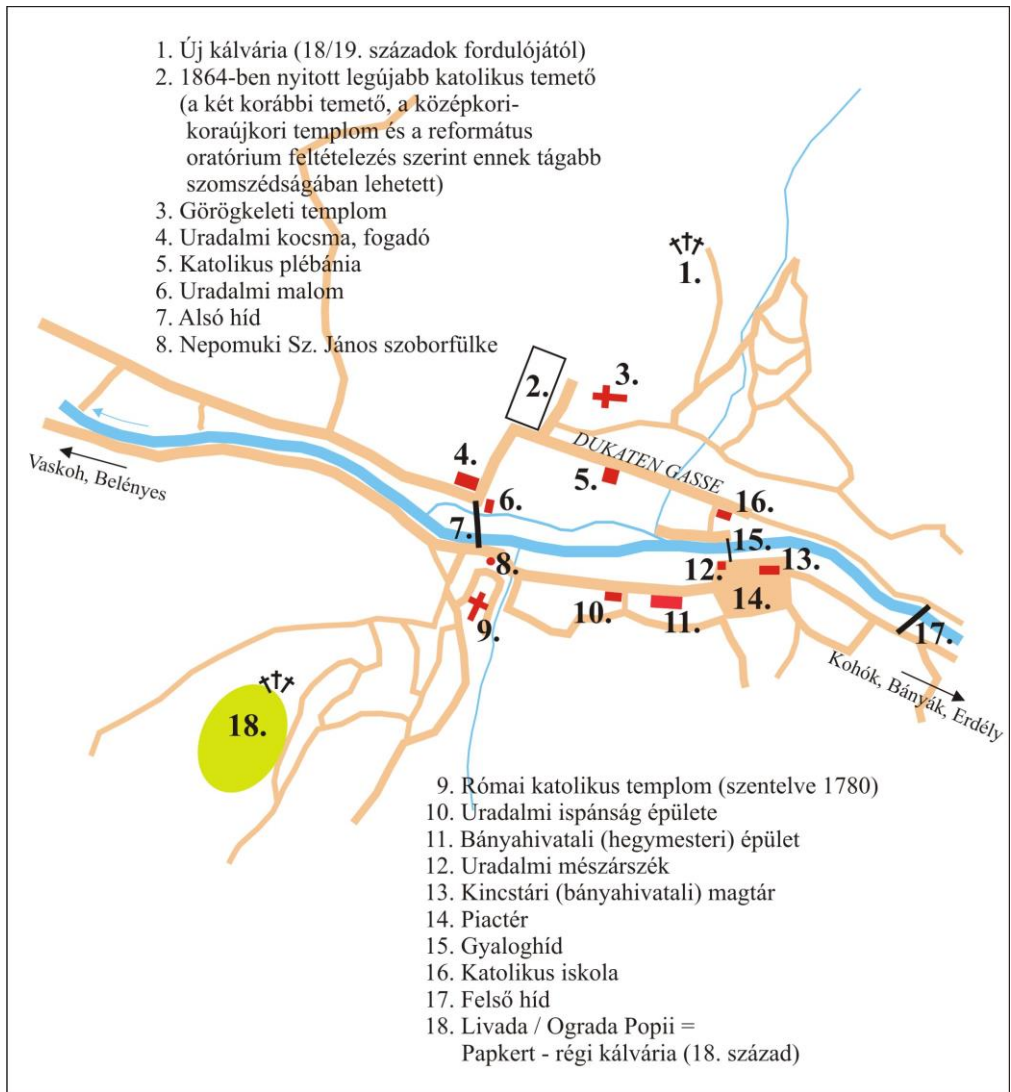 1. Új kálvária (18/19. századok fordulójától)
2. 1864-ben nyitott legújabb katolikus temető
(a két korábbi temető, a középkori-
koraújkori templom és a református
oratórium feltételezés szerint ennek tágabb
szomszédságában lehetett)
3. Görögkeleti templom
4. Uradalmi kocsma, fogadó
5. Katolikus plébánia
6. Uradalmi malom
7. Alsó híd
8. Nepomuki Sz. János szoborfülke
1.
2.
3.
DUKATEN GASSE
Vaskoh, Belényes
4.
5.
6.
16.
7.
15.
8.
12.
13.
10.
11.
14.
9.
17.
Kohók, Bányák, Erdély
18.
9. Római katolikus templom (szentelve 1780)
10. Uradalmi ispánság épülete
11. Bányahivatali (hegymesteri) épület
12. Uradalmi mészárszék
13. Kincstári (bányahivatali) magtár
14. Piactér
15. Gyaloghíd
16. Katolikus iskola
17. Felső híd
18. Livada / Ograda Popii =
Papkert - régi kálvária (18. század)